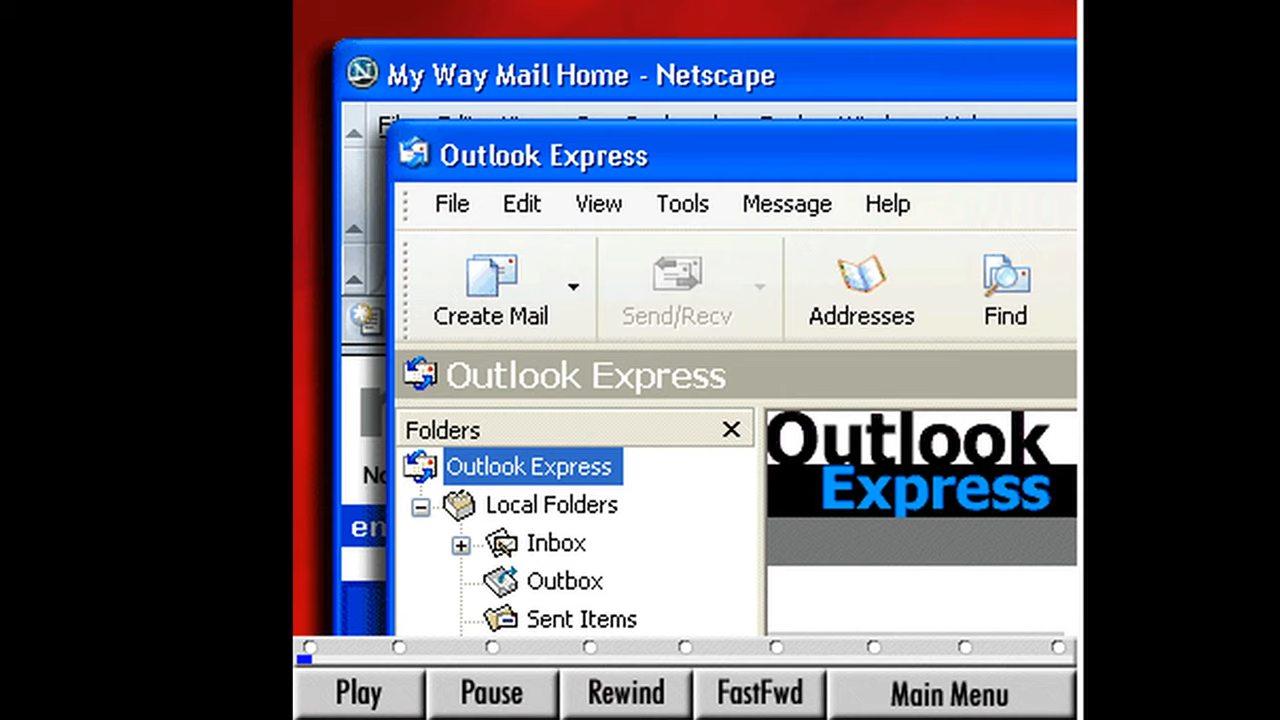 My Way Mail Home - Netscape
Outlook Express
File Edit View Tools Message Help
Create Mail Send/Recv Addresses Find
Outlook Express
Folders
Outlook Express
Local Folders
Inbox
Outbox
Sent Items
Outlook
Express
Play Pause Rewind FastFwd Main Menu